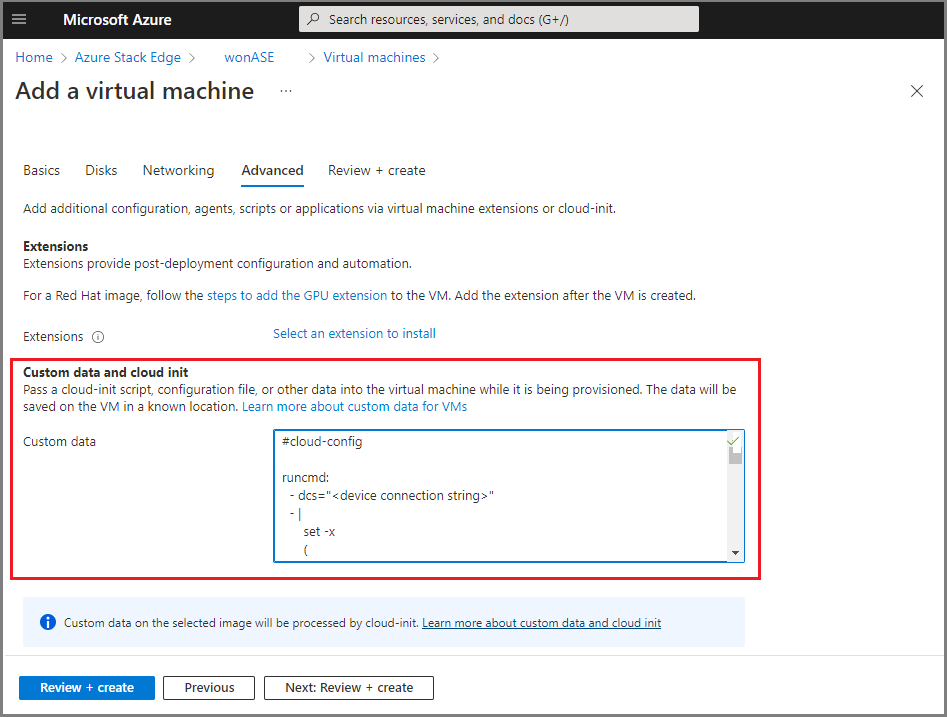 Microsoft Azure
Search resources, services, and docs (G+/)
Home > Azure Stack Edge > wonASE > Virtual machines >
Add a virtual machine ...
Basics Disks Networking Advanced Review + create
Add additional configuration, agents, scripts or applications via virtual machine extensions or cloud-init.
Extensions
Extensions provide post-deployment configuration and automation.
For a Red Hat image, follow the steps to add the GPU extension to the VM. Add the extension after the VM is created.
Extensions Select an extension to install
Custom data and cloud init
Pass a cloud-init script, configuration file, or other data into the virtual machine while it is being provisioned. The data will be
saved on the VM in a known location. Learn more about custom data for VMs
Custom data
#cloud-config
runcmd:
- dcs="<device connection string>"
- |
set -x
(
Custom data on the selected image will be processed by cloud-init. Learn more about custom data and cloud init
Review + create Previous Next: Review + create